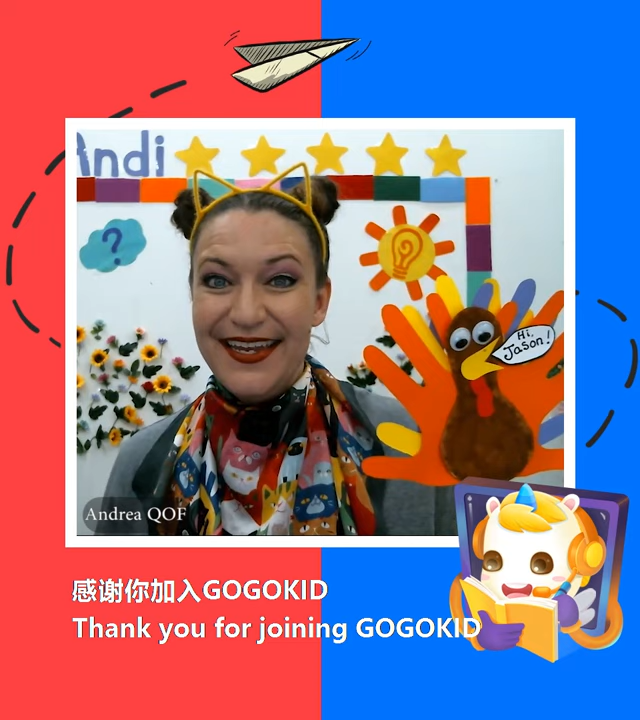 Andi
?
Hi,
Jason!
Andrea QOF
感谢你加入GOGOKID
Thank you for joining GOGOKID